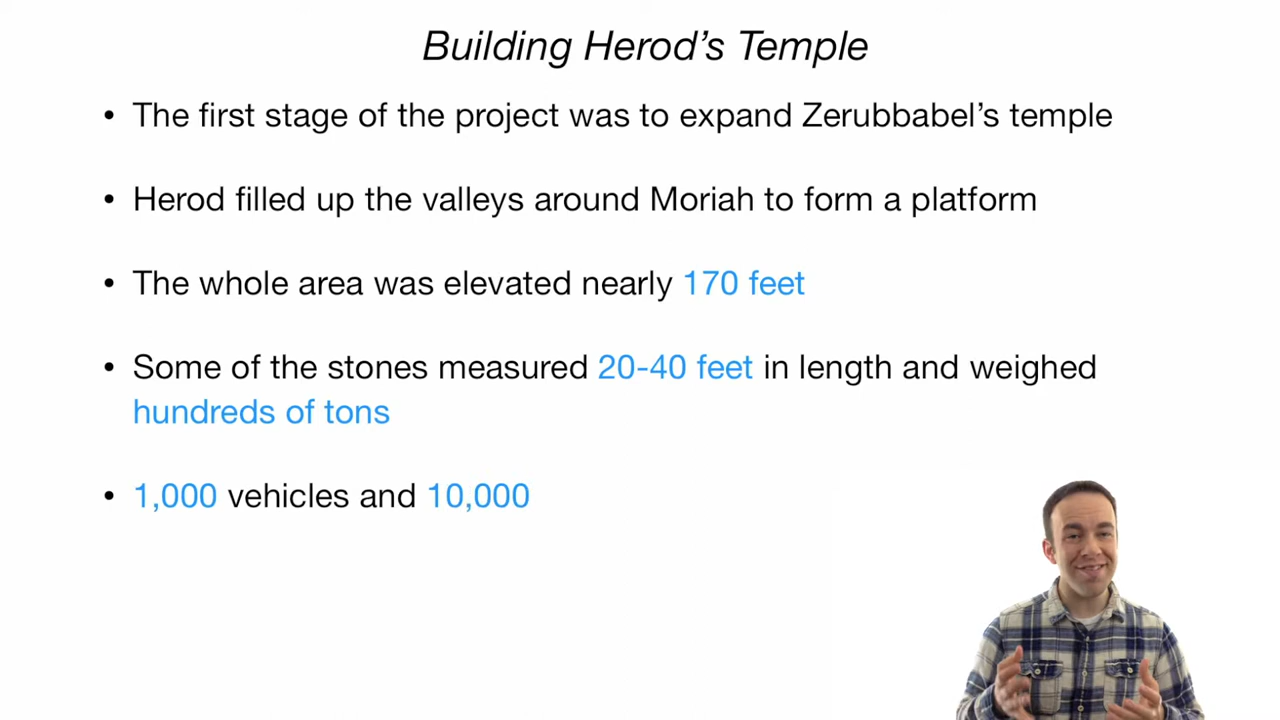 Building Herod’s Temple
• The first stage of the project was to expand Zerubbabel’s temple
• Herod filled up the valleys around Moriah to form a platform
• The whole area was elevated nearly 170 feet
• Some of the stones measured 20-40 feet in length and weighed
hundreds of tons
• 1,000 vehicles and 10,000